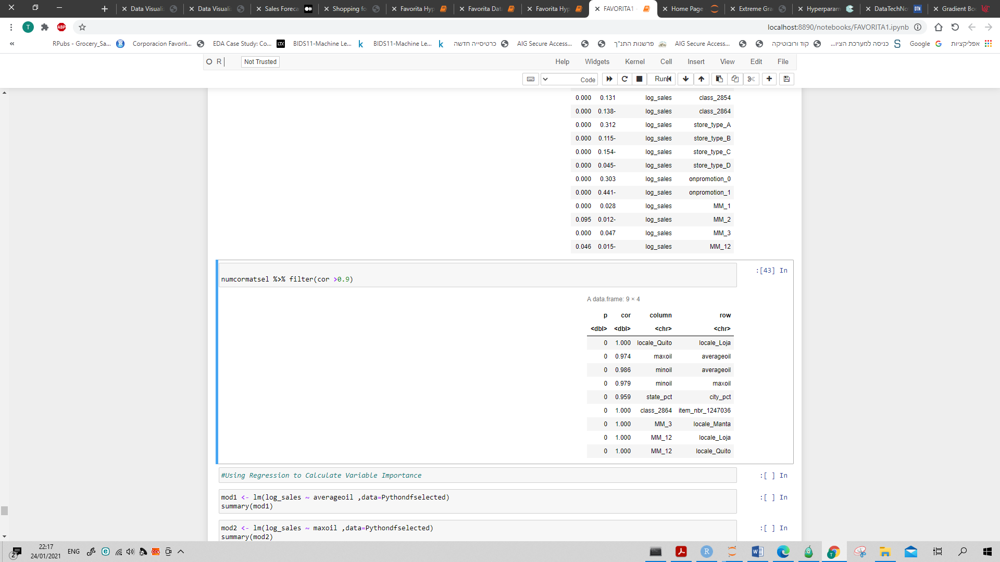 Data Visuali
Data Visuali
Sales Foreca
Shopping fo
Favorita Hyp
Favorita Dat
Favorita Hyp
FAVORITA1 -
Home Page
Extreme Gra
Hyperparam
DataTechNo
DTN
Gradient Bo
T
ABP
localhost:8890/notebooks/FAVORITA1.ipynb
«
RPubs - Grocery_Sa...
R
Corporacion Favorit...
EDA Case Study: Co...
LTX
BIDS11-Machine Le...
k
BIDS11-Machine Le...
k
כרטיסייה חדשה
AIG Secure Access...
פרשנות התנ"ך
AIG Secure Access...
קוד ורובוטיקה
כניסה למערכת הציו...
S
Google
G
אפליקציות
R
Not Trusted
Help
Widgets
Kernel
Cell
Insert
View
Edit
File
Code
Run
0.000 0.131 log_sales class_2854
0.000 0.138- log_sales class_2864
0.000 0.312 log_sales store_type_A
0.000 0.115- log_sales store_type_B
0.000 0.154- log_sales store_type_C
0.000 0.045- log_sales store_type_D
0.000 0.303 log_sales onpromotion_0
0.000 0.441- log_sales onpromotion_1
0.000 0.028 log_sales MM_1
0.095 0.012- log_sales MM_2
0.000 0.047 log_sales MM_3
0.046 0.015- log_sales MM_12
:[43] In
numcormatsel %>% filter(cor >0.9)
A data.frame: 9 × 4
p cor column row
<dbl> <dbl> <chr> <chr>
0 1.000 locale_Quito locale_Loja
0 0.974 maxoil averageoil
0 0.986 minoil averageoil
0 0.979 minoil maxoil
0 0.959 state_pct city_pct
0 1.000 class_2864 item_nbr_1247036
0 1.000 MM_3 locale_Manta
0 1.000 MM_12 locale_Loja
0 1.000 MM_12 locale_Quito
#Using Regression to Calculate Variable Importance
:[ ] In
mod1 <- lm(log_sales ~ averageoil ,data=Pythondfselected)
:[ ] In
summary(mod1)
mod2 <- lm(log_sales ~ maxoil ,data=Pythondfselected)
:[ ] In
summary(mod2)
2
22:17
24/01/2021
ENG
R
W
T